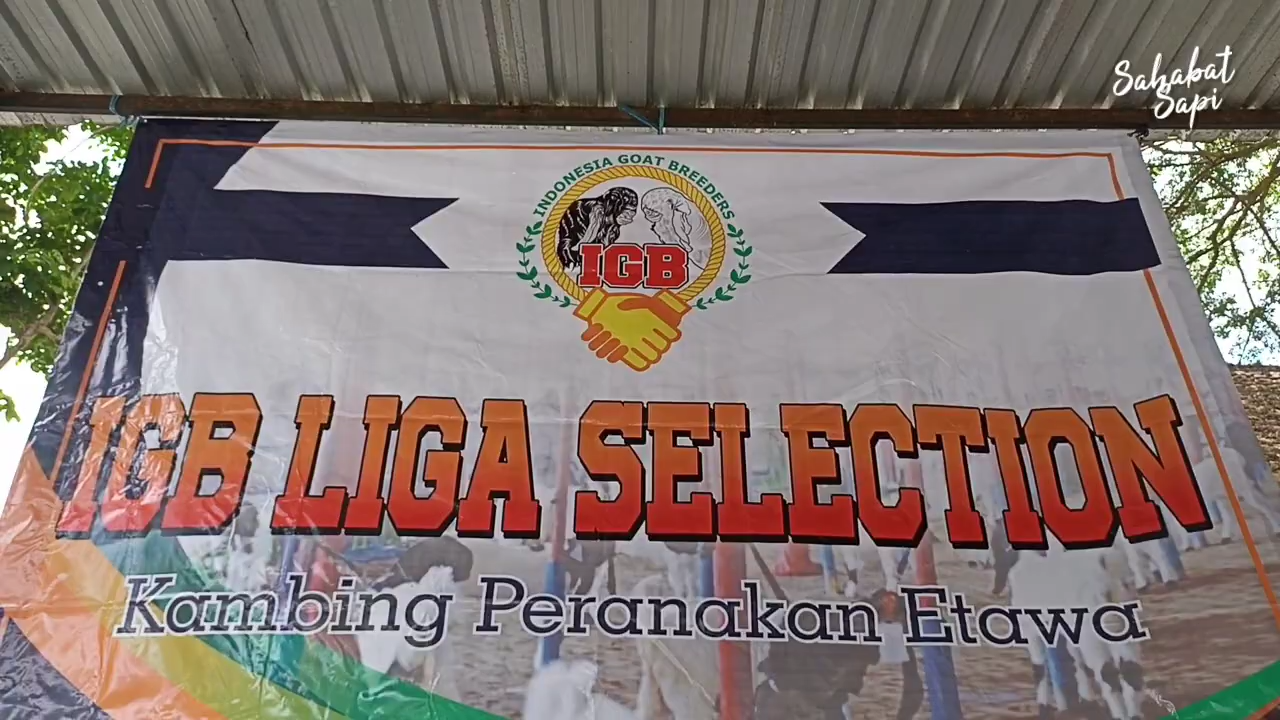 Sahabat
Sapi
INDONESIA GOAT BREEDERS
IGB
IGB LIGA SELECTION
Kambing Peranakan Etawa